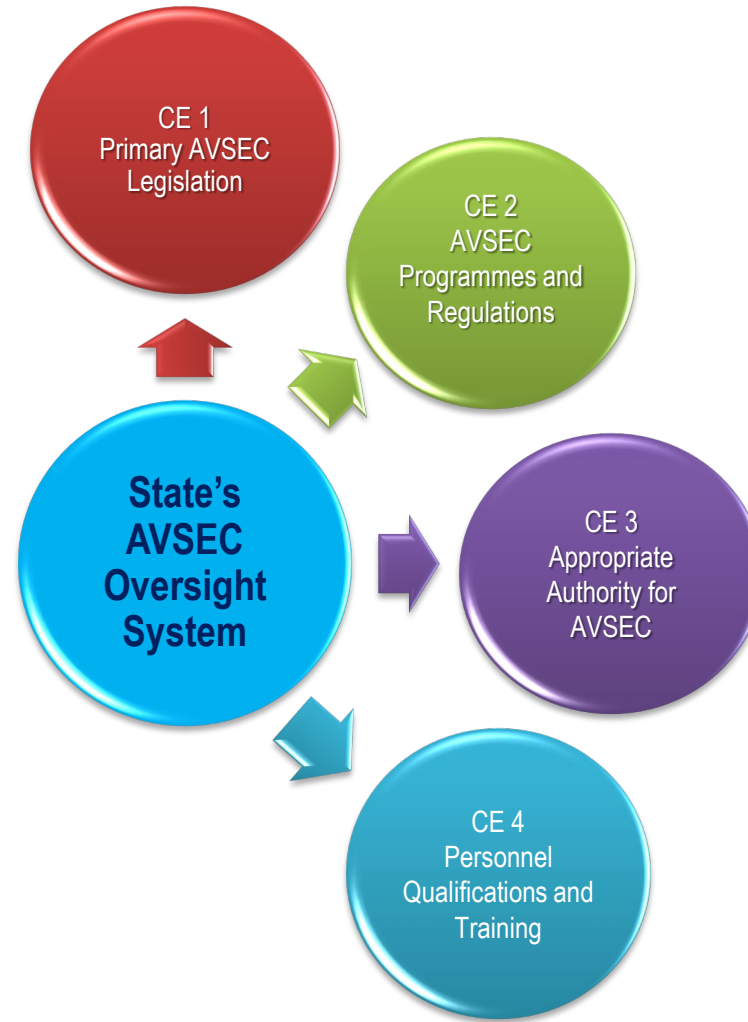 CE 1
Primary AVSEC
Legislation
CE 2
AVSEC
Programmes and
Regulations
State's
AVSEC
Oversight
System
CE 3
Appropriate
Authority for
AVSEC
CE 4
Personnel
Qualifications and
Training